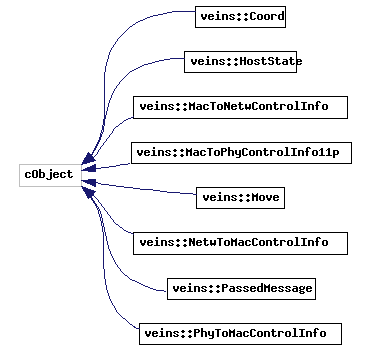 veins::Coord
veins::HostState
veins::MacToNetwControlInfo
veins::MacToPhyControlInfo11p
cObject
veins::Move
veins::NetwToMacControlInfo
veins::PassedMessage
veins::PhyToMacControlInfo